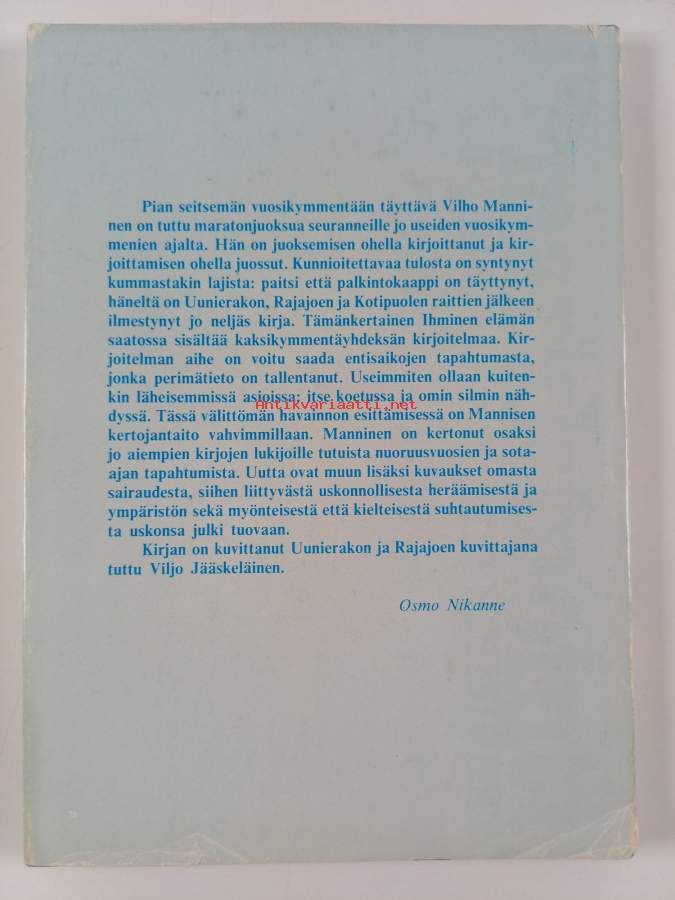 Pian seitsemän vuosikymmentään täyttävä Vilho Manni-
nen on tuttu maratonjuoksua seuranneille jo useiden vuosikym-
menien ajalta. Hän on juoksemisen ohella kirjoittanut ja kir-
joittamisen ohella juossut. Kunnioitettavaa tulosta on syntynyt
kummastakin lajista: paitsi että palkintokaappi on täyttynyt,
häneltä on Uunierakon, Rajajoen ja Kotipuolen raittien jälkeen
ilmestynyt jo neljäs kirja. Tämänkertainen Ihminen elämän
saatossa sisältää kaksikymmentäyhdeksän kirjoitelmaa. Kir-
joitelman aihe on voitu saada entisaikojen tapahtumasta,
jonka perimätieto on tallentanut. Useimmiten ollaan kuiten-
kin läheisemmissä asioissa: itse koetussa ja omin silmin näh-
Antikvariaatti.net
dyssä. Tässä välittömän havainnon esittämisessä on Mannisen
kertojantaito vahvimmillaan. Manninen on kertonut osaksi
jo aiempien kirjojen lukijoille tutuista nuoruusvuosien ja sota-
ajan tapahtumista. Uutta ovat muun lisäksi kuvaukset omasta
sairaudesta, siihen liittyvästä uskonnollisesta heräämisestä ja
ympäristön sekä myönteisestä että kielteisestä suhtautumises-
ta uskonsa julki tuovaan.
Kirjan on kuvittanut Uunierakon ja Rajajoen kuvittajana
tuttu Viljo Jääskeläinen.
Osmo Nikanne